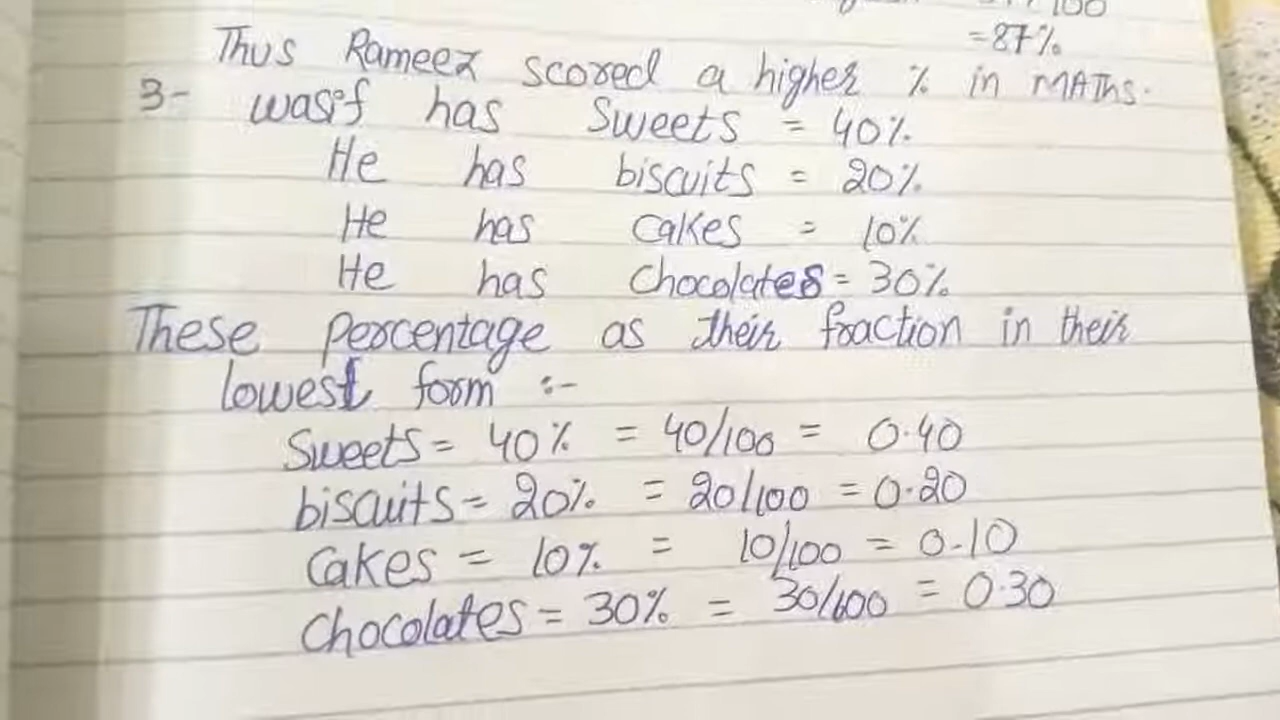 100
=87%
Thus Rameez scored a higher % in MATHs.
3- wasif has Sweets = 40%
He has biscuits = 20%
He has cakes = 10%
He has chocolates = 30%
These percentage as their fraction in their
lowest form :-
Sweets = 40% = 40/100 = 0.40
biscuits = 20% = 20/100 = 0.20
Cakes = 10% = 10/100 = 0.10
Chocolates = 30% = 30/100 = 0.30